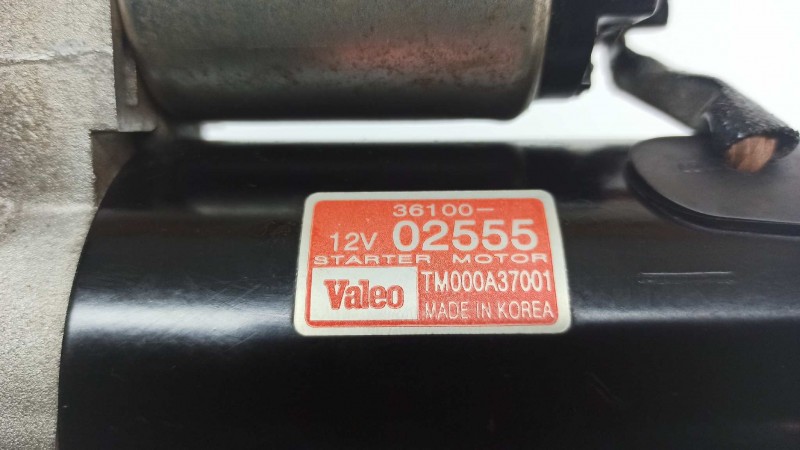 36100-
12V 02555
STARTER MOTOR
Valeo TM000A37001
MADE IN KOREA